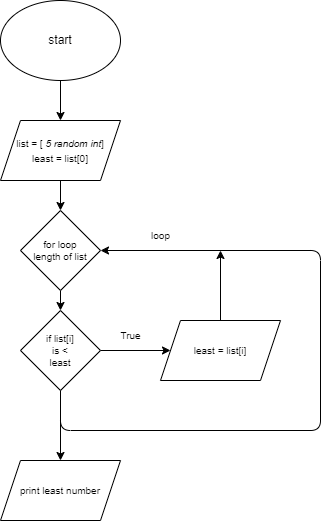 start
list = [ 5 random int]
least = list[0]
loop
for loop
length of list
if list[i]
is <
least
True
least = list[i]
print least number